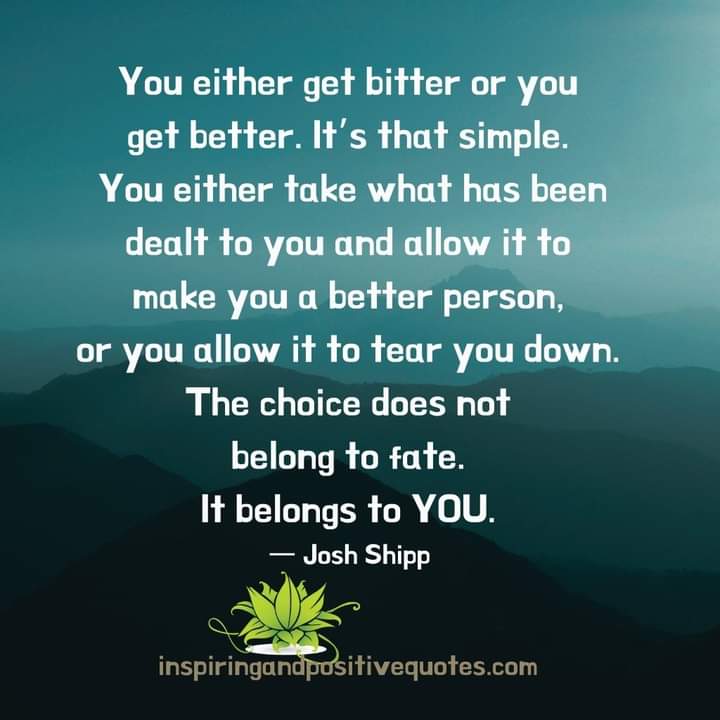 You either get bitter or you
get better. It's that simple.
You either take what has been
dealt to you and allow it to
make you a better person,
or you allow it to tear you down.
The choice does not
belong to fate.
It belongs to YOU.
— Josh Shipp
inspiringandpositivequotes.com